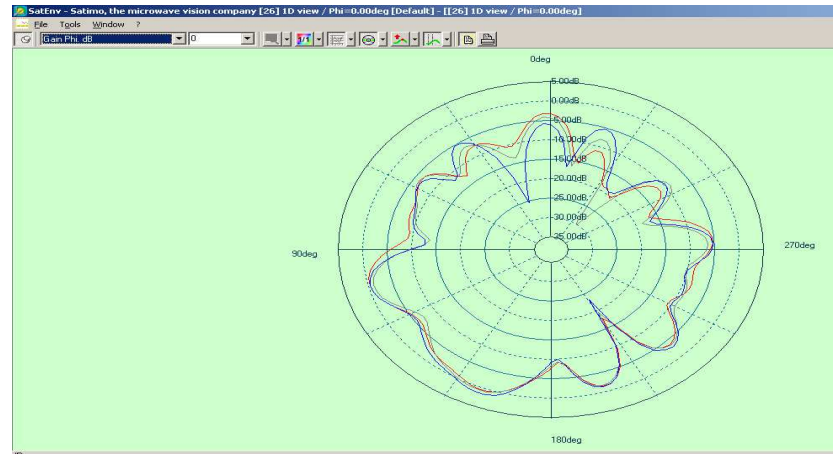 SatEnv - Satimo, the microwave vision company [26] 1D view / Phi=0.00deg [Default] - [[26] 1D view / Phi=0.00deg]
File Tools Window ?
Gain Phi. dB 0
0deg
5.00dB
0.00dB
-5.00dB
-10.00dB
-15.00dB
-20.00dB
-25.00dB
-30.00dB
-35.00dB
90deg
270deg
180deg